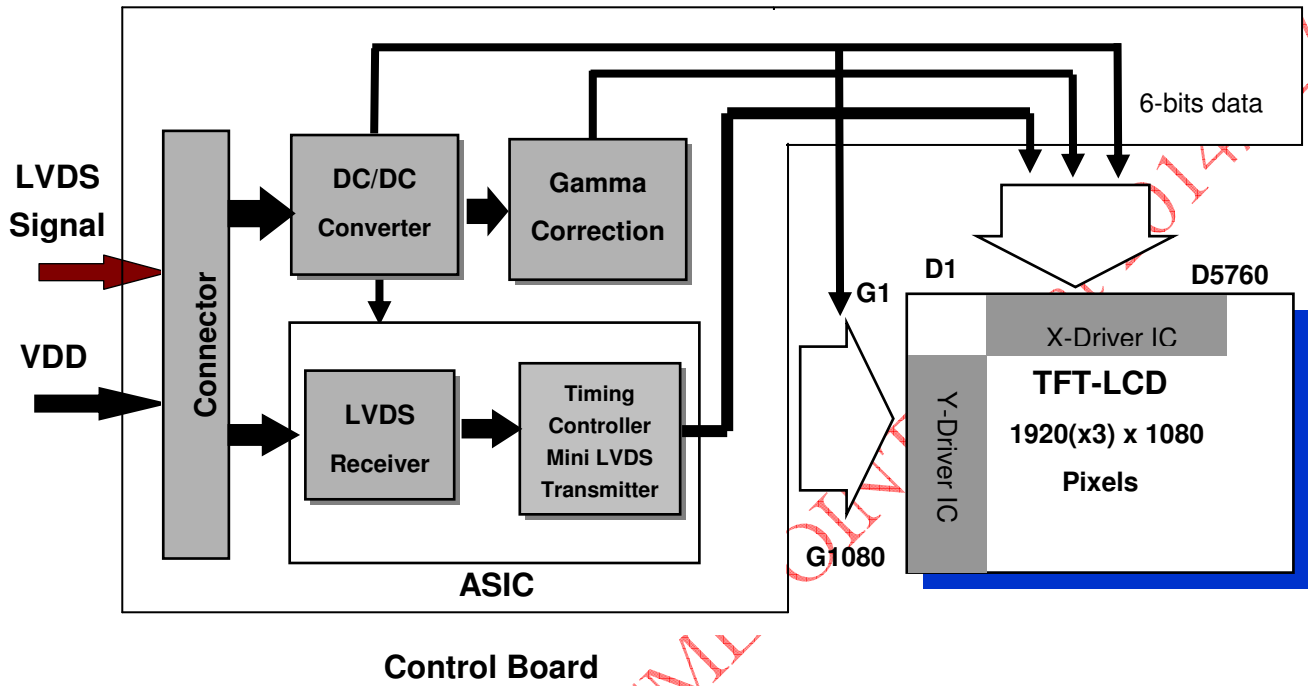 6-bits data
LVDS
Signal
VDD
Connector
DC/DC
Converter
Gamma
Correction
LVDS
Receiver
Timing
Controller
Mini LVDS
Transmitter
ASIC
Control Board
G1
G1080
D1
D5760
X-Driver IC
Y-Driver IC
TFT-LCD
1920(x3) x 1080
Pixels